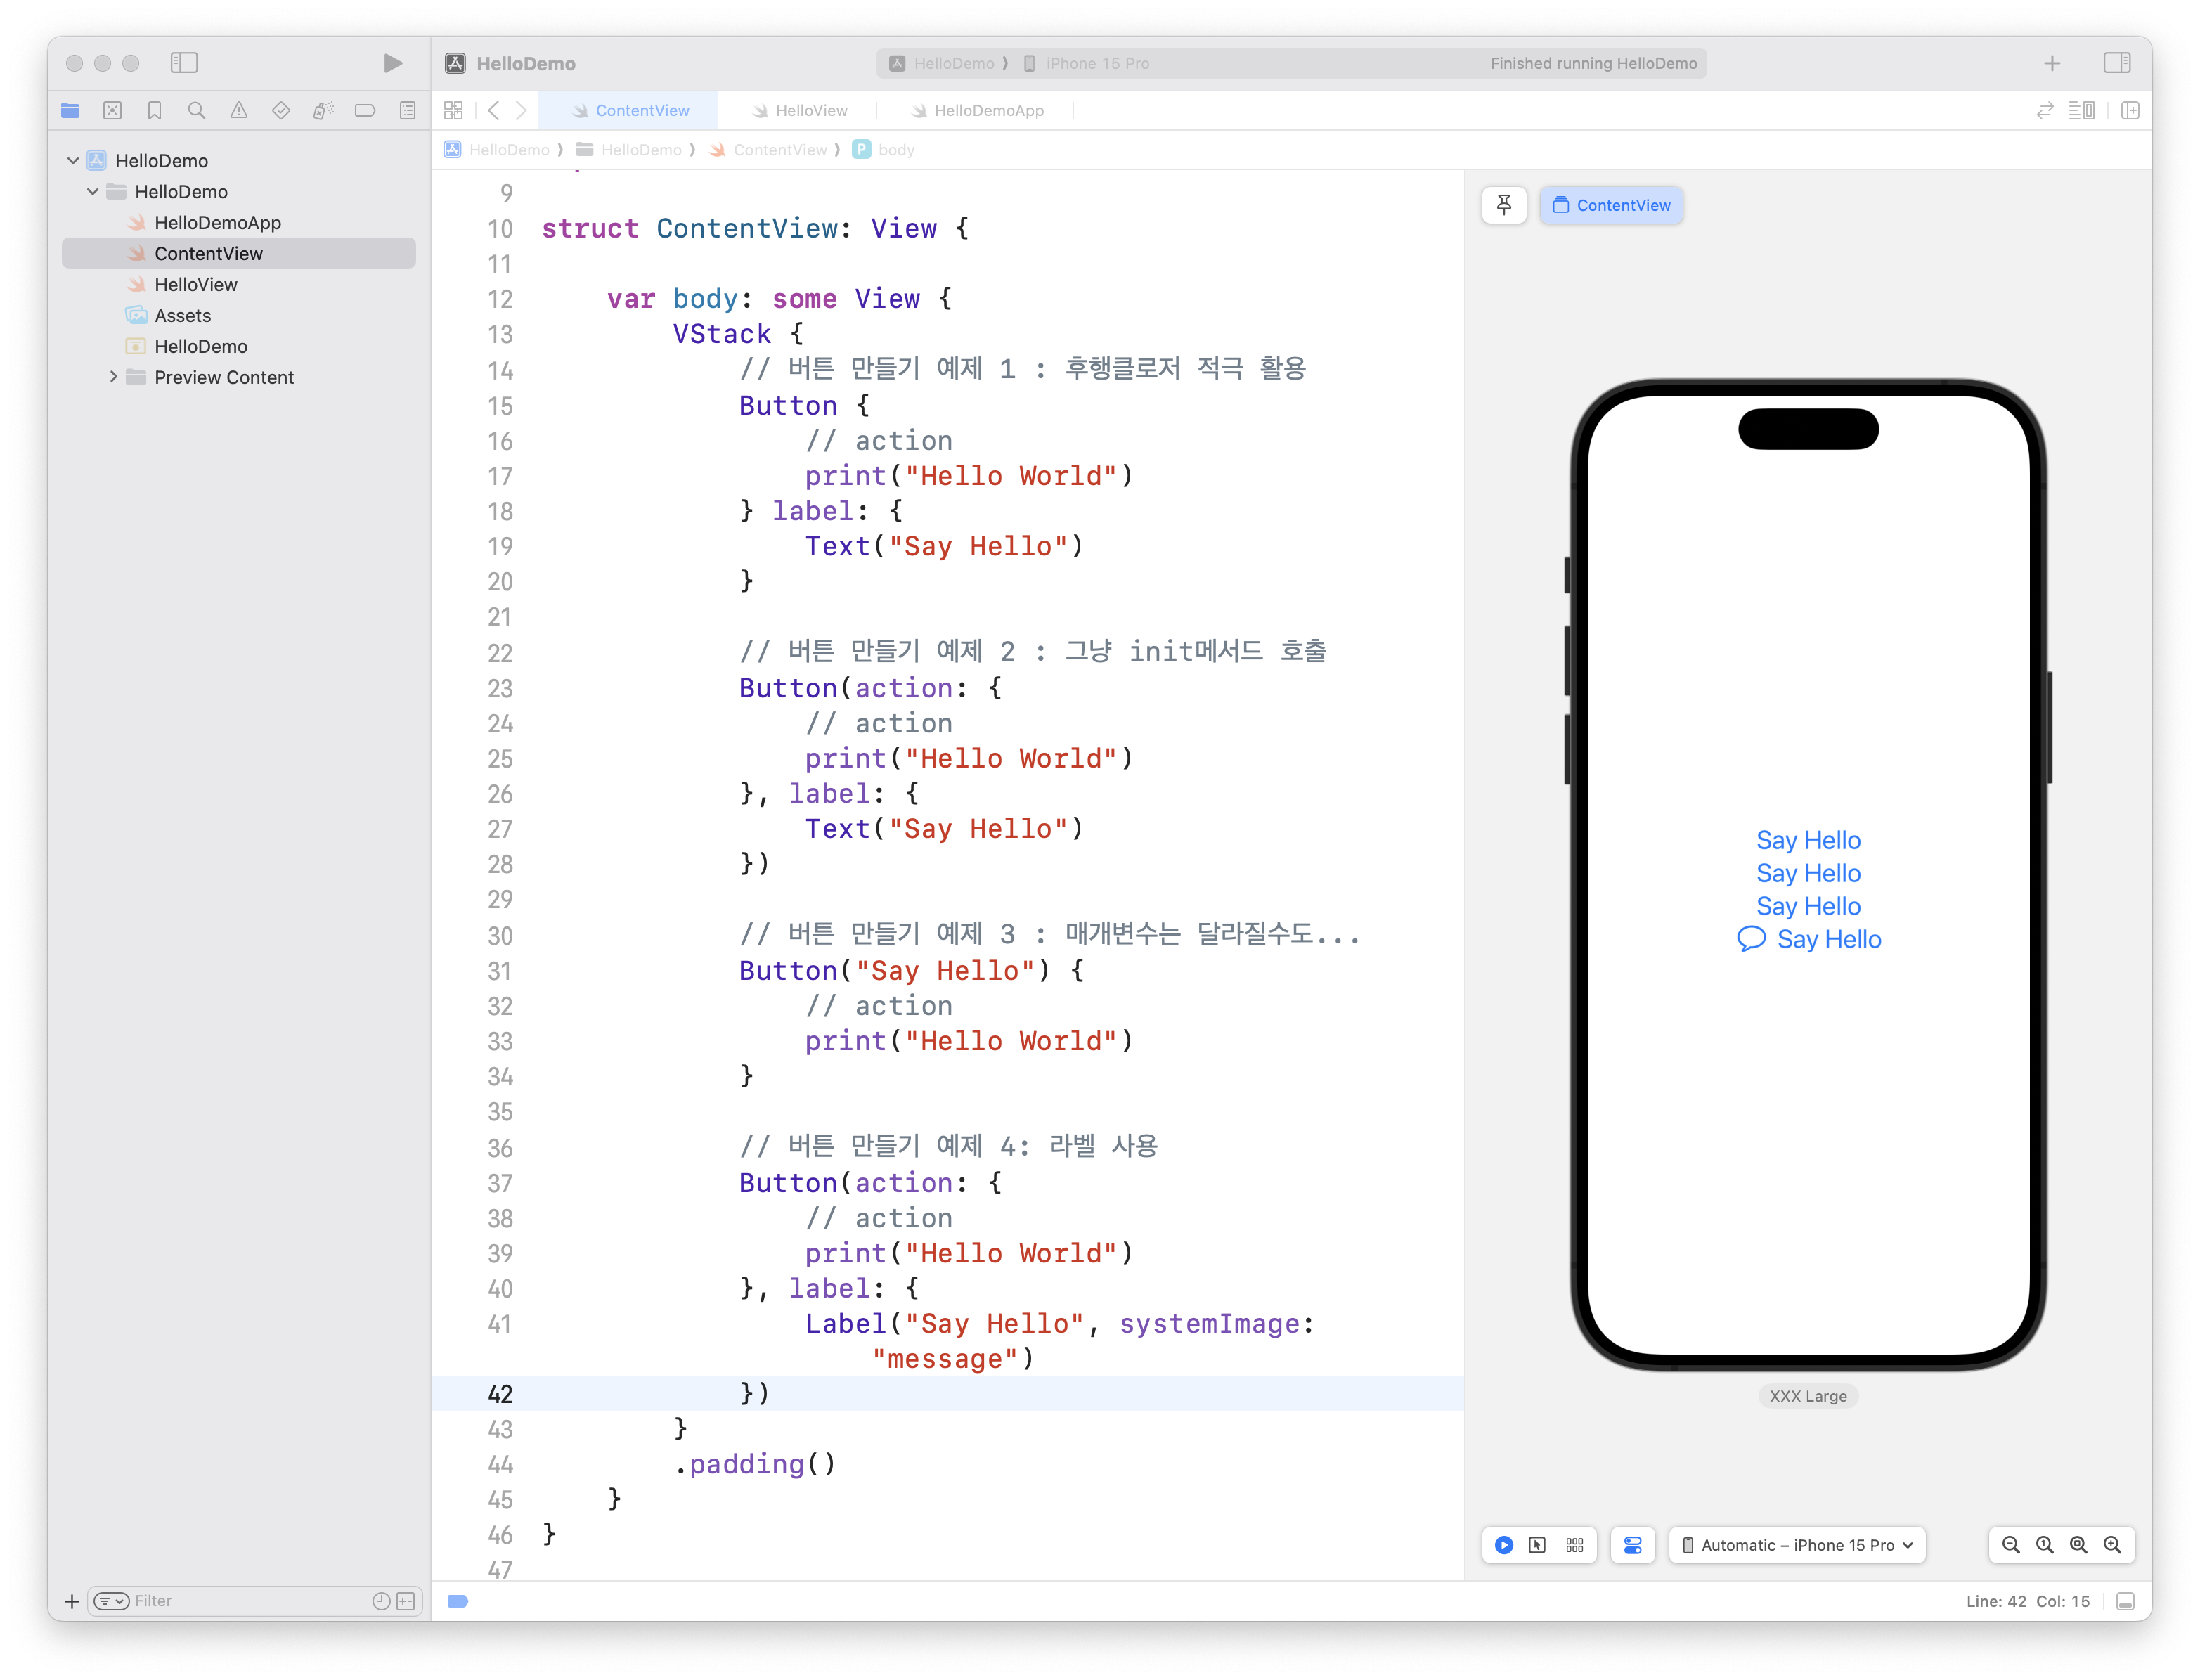 HelloDemo
HelloDemo ⟩ iPhone 15 Pro
Finished running HelloDemo
ContentView
HelloView
HelloDemoApp
HelloDemo ⟩ HelloDemo ⟩ ContentView ⟩ P body
HelloDemo
HelloDemo
HelloDemoApp
ContentView
HelloView
Assets
HelloDemo
Preview Content
Filter
9
10 struct ContentView: View {
11
12 var body: some View {
13 VStack {
14 // 버튼 만들기 예제 1 : 후행클로저 적극 활용
15 Button {
16 // action
17 print("Hello World")
18 } label: {
19 Text("Say Hello")
20 }
21
22 // 버튼 만들기 예제 2 : 그냥 init메서드 호출
23 Button(action: {
24 // action
25 print("Hello World")
26 }, label: {
27 Text("Say Hello")
28 })
29
30 // 버튼 만들기 예제 3 : 매개변수는 달라질수도...
31 Button("Say Hello") {
32 // action
33 print("Hello World")
34 }
35
36 // 버튼 만들기 예제 4: 라벨 사용
37 Button(action: {
38 // action
39 print("Hello World")
40 }, label: {
41 Label("Say Hello", systemImage:
"message")
42 })
43 }
44 .padding()
45 }
46 }
47
ContentView
Say Hello
Say Hello
Say Hello
Say Hello
XXX Large
Automatic – iPhone 15 Pro
Line: 42 Col: 15